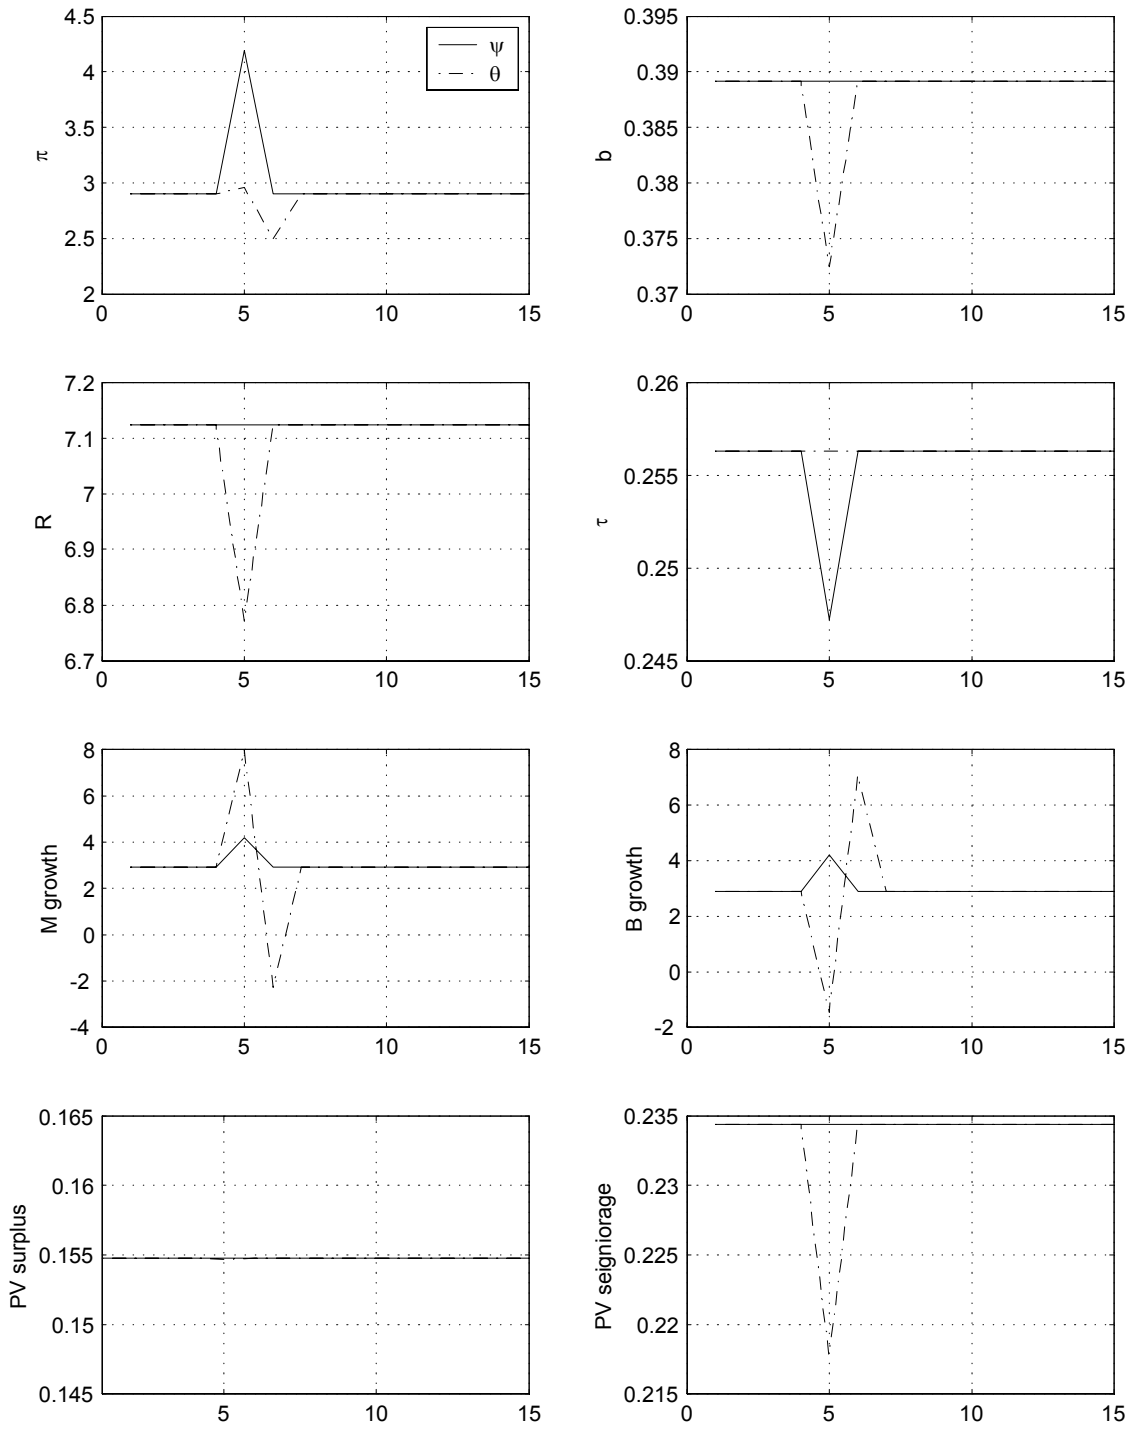 4.5
4
3.5
3
2.5
2
π
0 5 10 15
ψ
θ
0.395
0.39
0.385
0.38
0.375
0.37
b
0 5 10 15
7.2
7.1
7
6.9
6.8
6.7
R
0 5 10 15
0.26
0.255
0.25
0.245
τ
0 5 10 15
8
6
4
2
0
-2
-4
M growth
0 5 10 15
8
6
4
2
0
-2
B growth
0 5 10 15
0.165
0.16
0.155
0.15
0.145
PV surplus
5 10 15
0.235
0.23
0.225
0.22
0.215
PV seigniorage
0 5 10 15